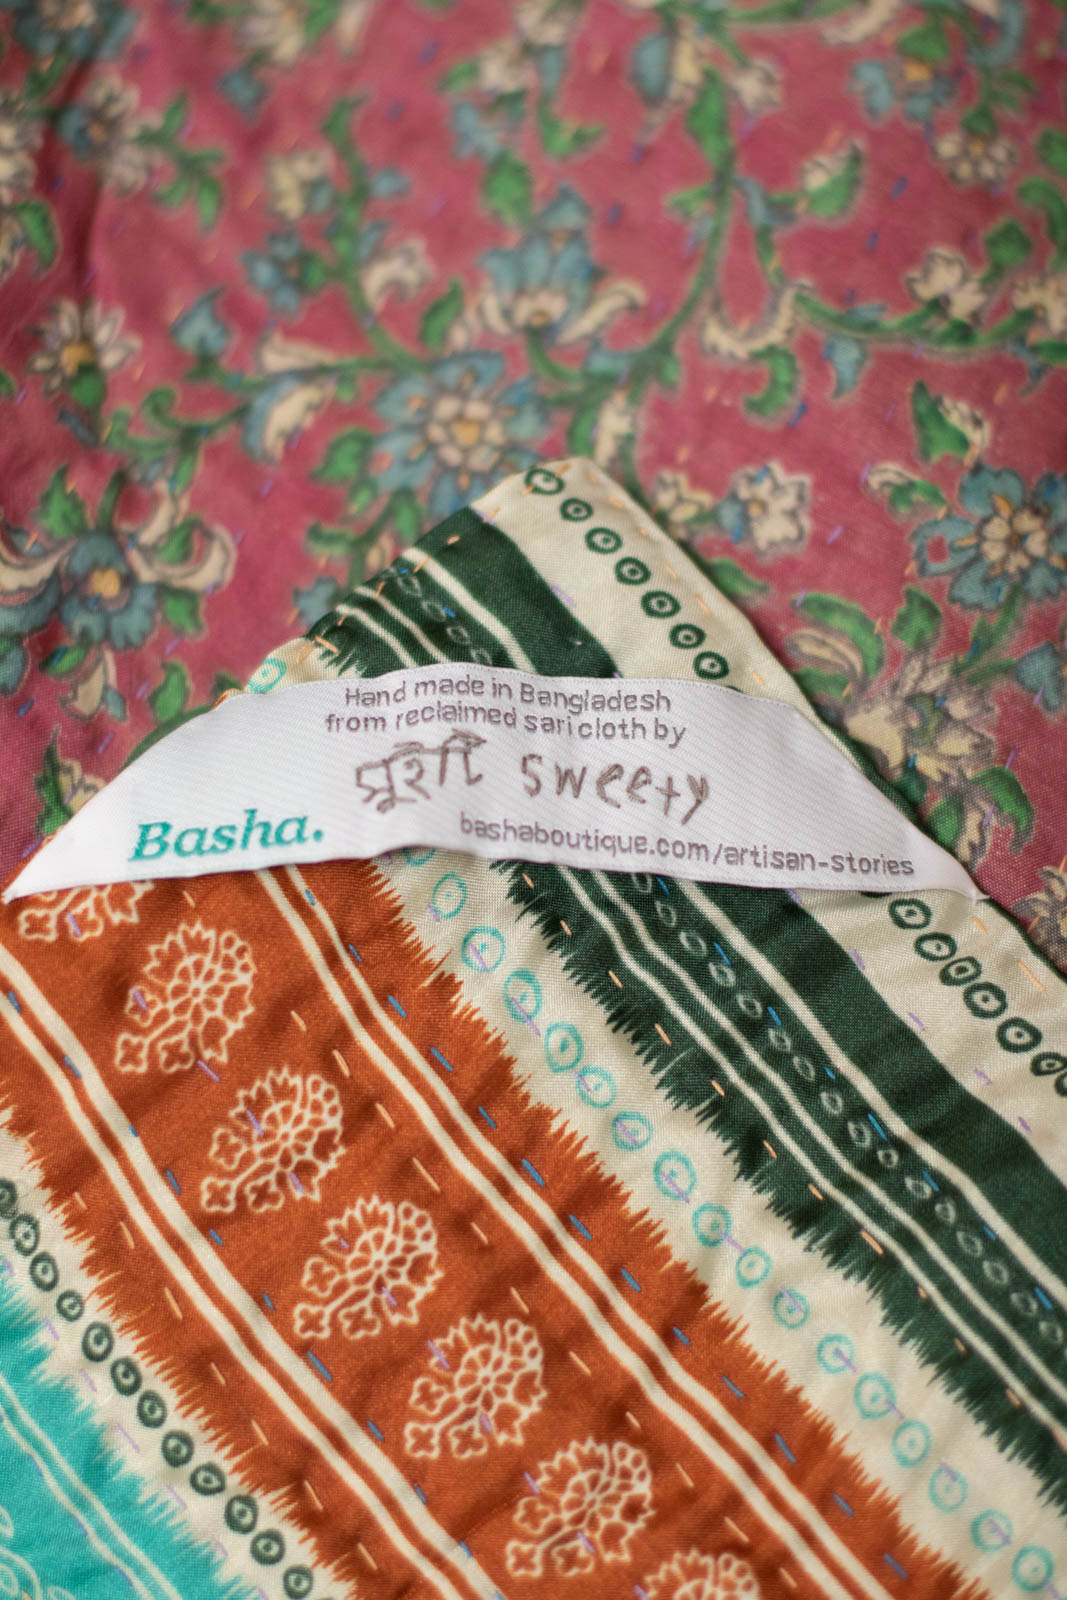 Hand made in Bangladesh
from reclaimed sari cloth by
সুইটি sweety
Basha.
bashaboutique.com/artisan-stories